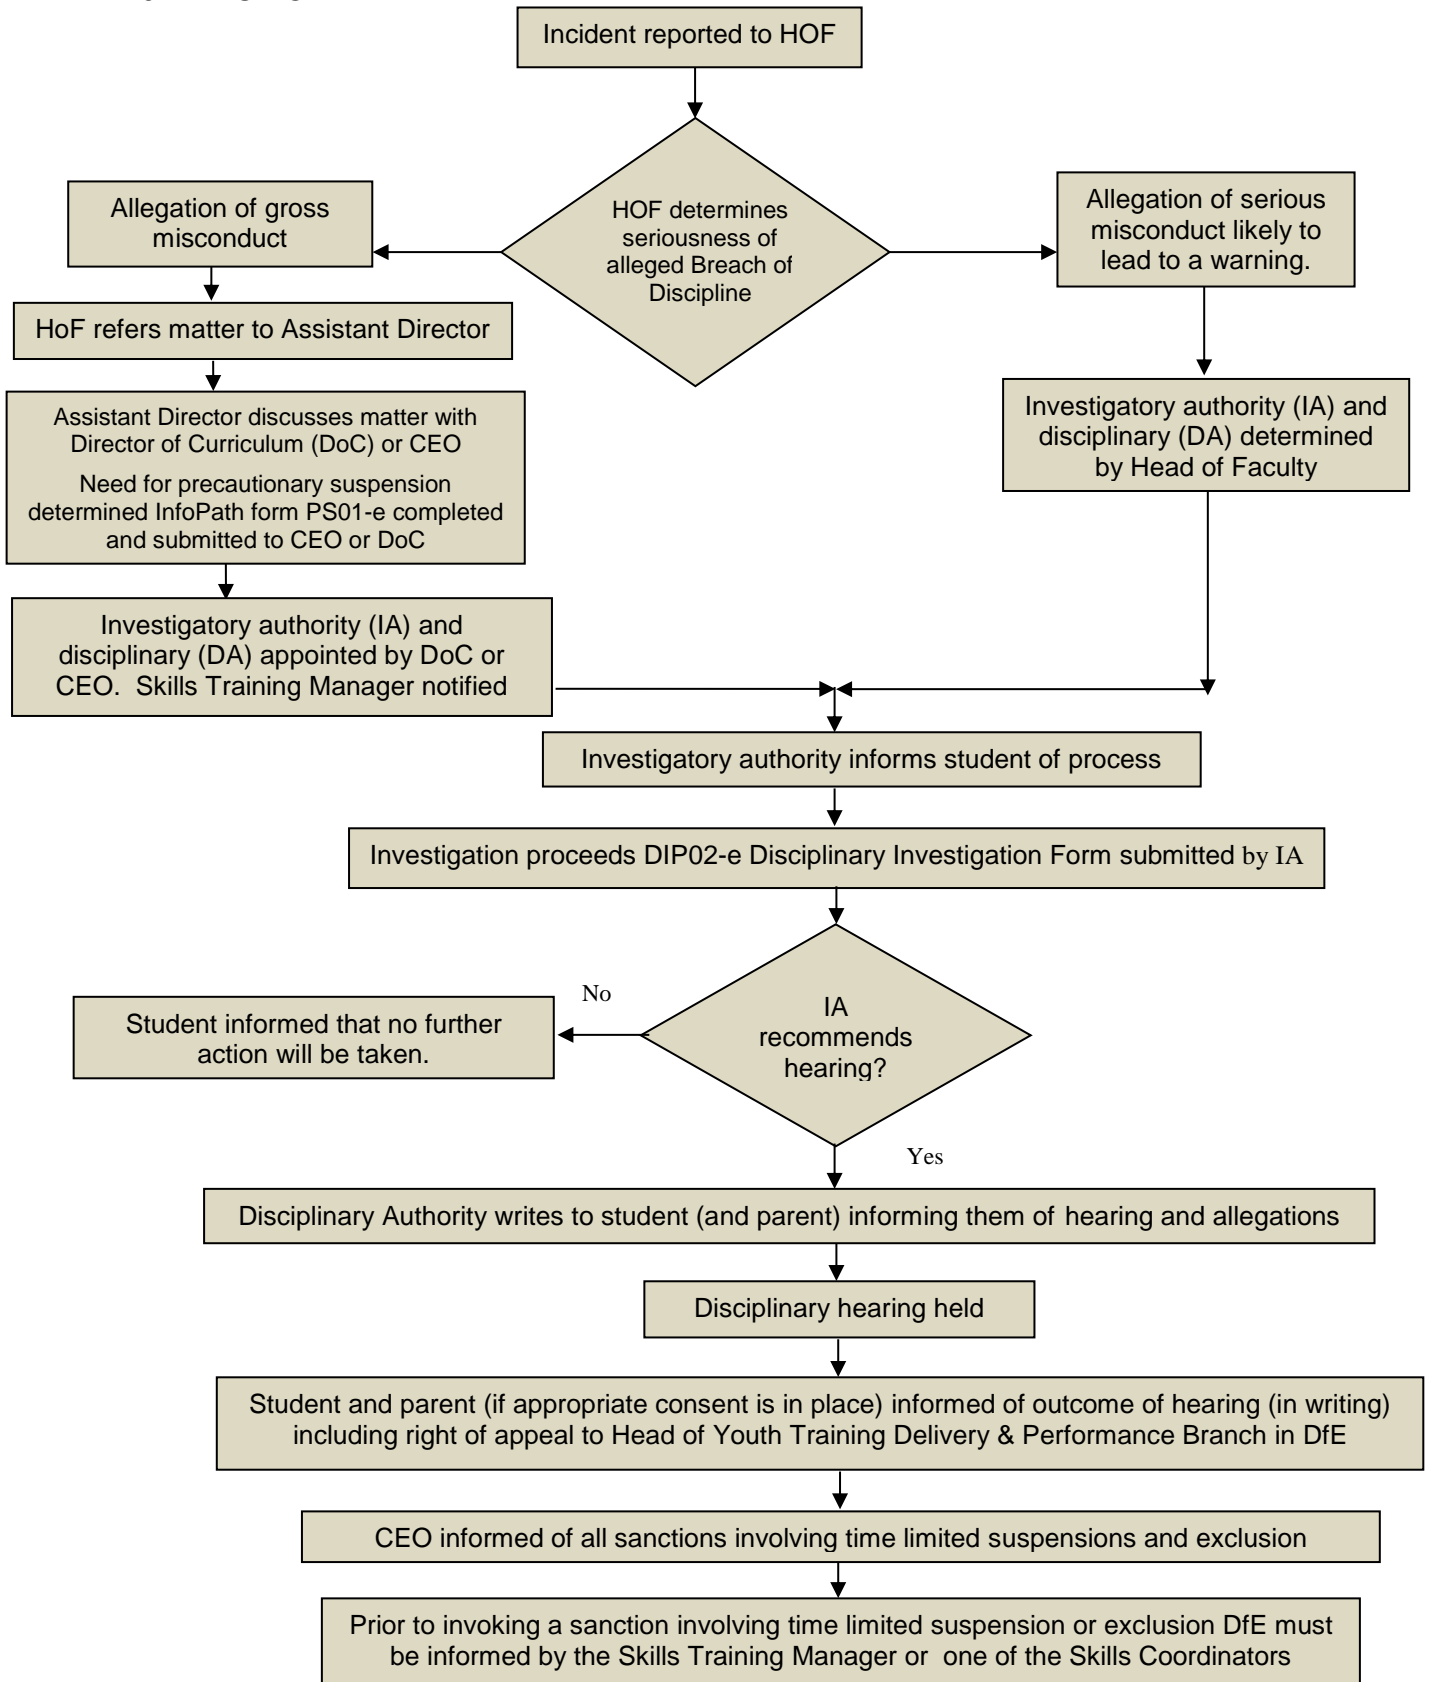 Incident reported to HOF
HOF determines
seriousness of
alleged Breach of
Discipline
Allegation of gross
misconduct
HoF refers matter to Assistant Director
Assistant Director discusses matter with
Director of Curriculum (DoC) or CEO
Need for precautionary suspension
determined InfoPath form PS01-e completed
and submitted to CEO or DoC
Investigatory authority (IA) and
disciplinary (DA) appointed by DoC or
CEO.  Skills Training Manager notified
Allegation of serious
misconduct likely to
lead to a warning.
Investigatory authority (IA) and
disciplinary (DA) determined
by Head of Faculty
Investigatory authority informs student of process
Investigation proceeds DIP02-e Disciplinary Investigation Form submitted by IA
IA
recommends
hearing?
No
Student informed that no further
action will be taken.
Yes
Disciplinary Authority writes to student (and parent) informing them of hearing and allegations
Disciplinary hearing held
Student and parent (if appropriate consent is in place) informed of outcome of hearing (in writing)
including right of appeal to Head of Youth Training Delivery & Performance Branch in DfE
CEO informed of all sanctions involving time limited suspensions and exclusion
Prior to invoking a sanction involving time limited suspension or exclusion DfE must
be informed by the Skills Training Manager or  one of the Skills Coordinators